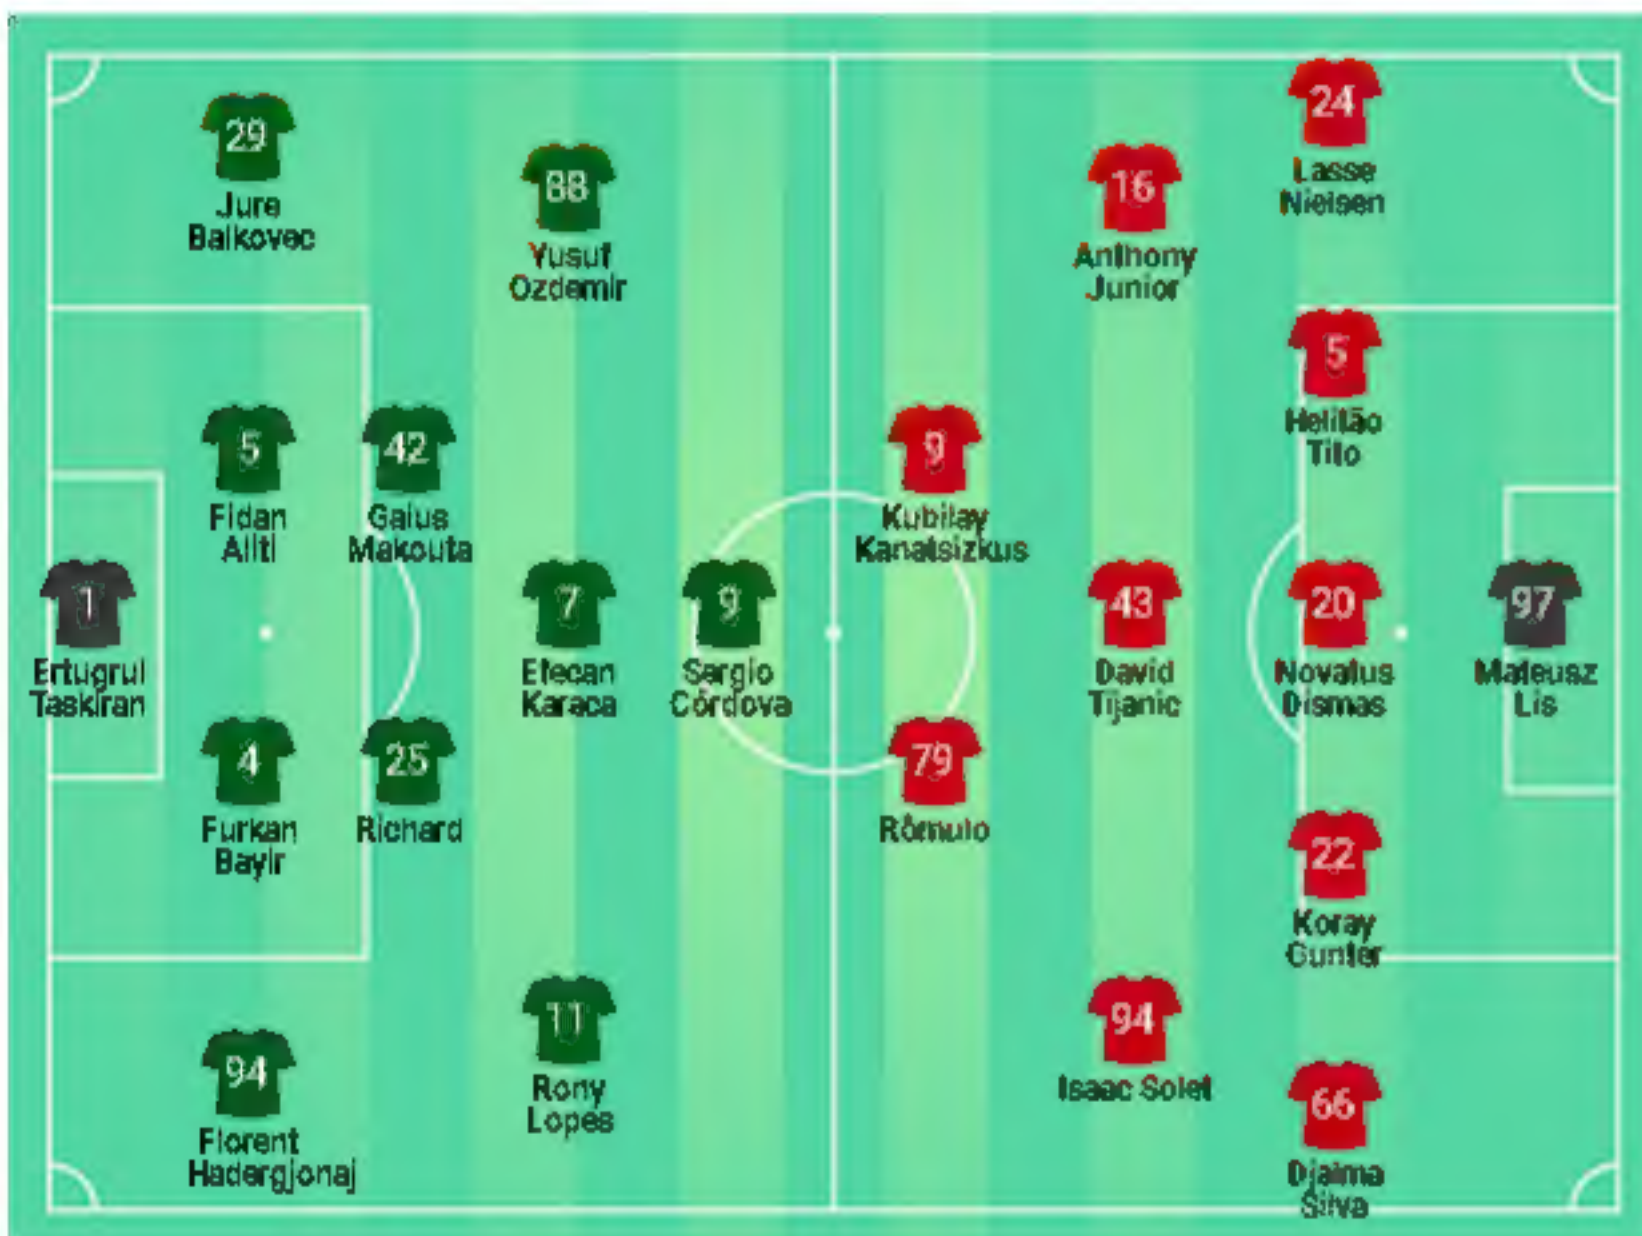 29
Jure
Balkovec
88
Yusuf
Ozdemir
5
Fidan
Aliti
42
Gaius
Makouta
1
Ertugrul
Taskiran
7
Efecan
Karaca
9
Sergio
Córdova
4
Furkan
Bayir
25
Richard
94
Florent
Hadergjonaj
11
Rony
Lopes
24
Lasse
Nielsen
16
Anthony
Junior
5
Helitão
Tito
9
Kubilay
Kanatsizkus
43
David
Tijanic
20
Novatus
Dismas
97
Mateusz
Lis
79
Rômulo
22
Koray
Gunter
94
Isaac Solet
66
Djalma
Silva